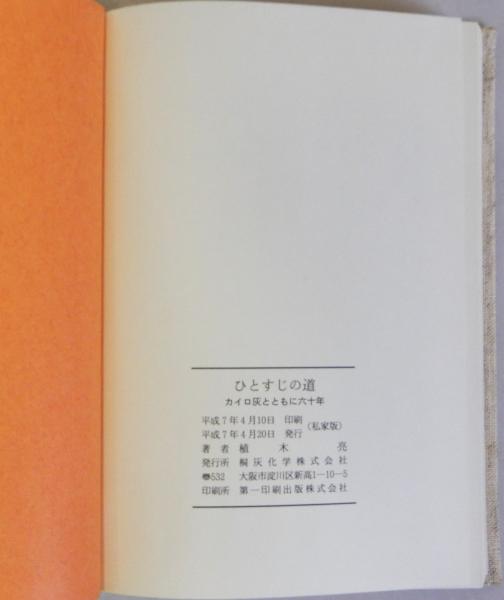 ひとすじの道
カイロ灰とともに六十年
平成7年4月10日 印刷
(私家版)
平成7年4月20日 発行
著者 植木 亮
発行所 桐灰化学株式会社
〠532 大阪市淀川区新高1-10-5
印刷所 第一印刷出版株式会社